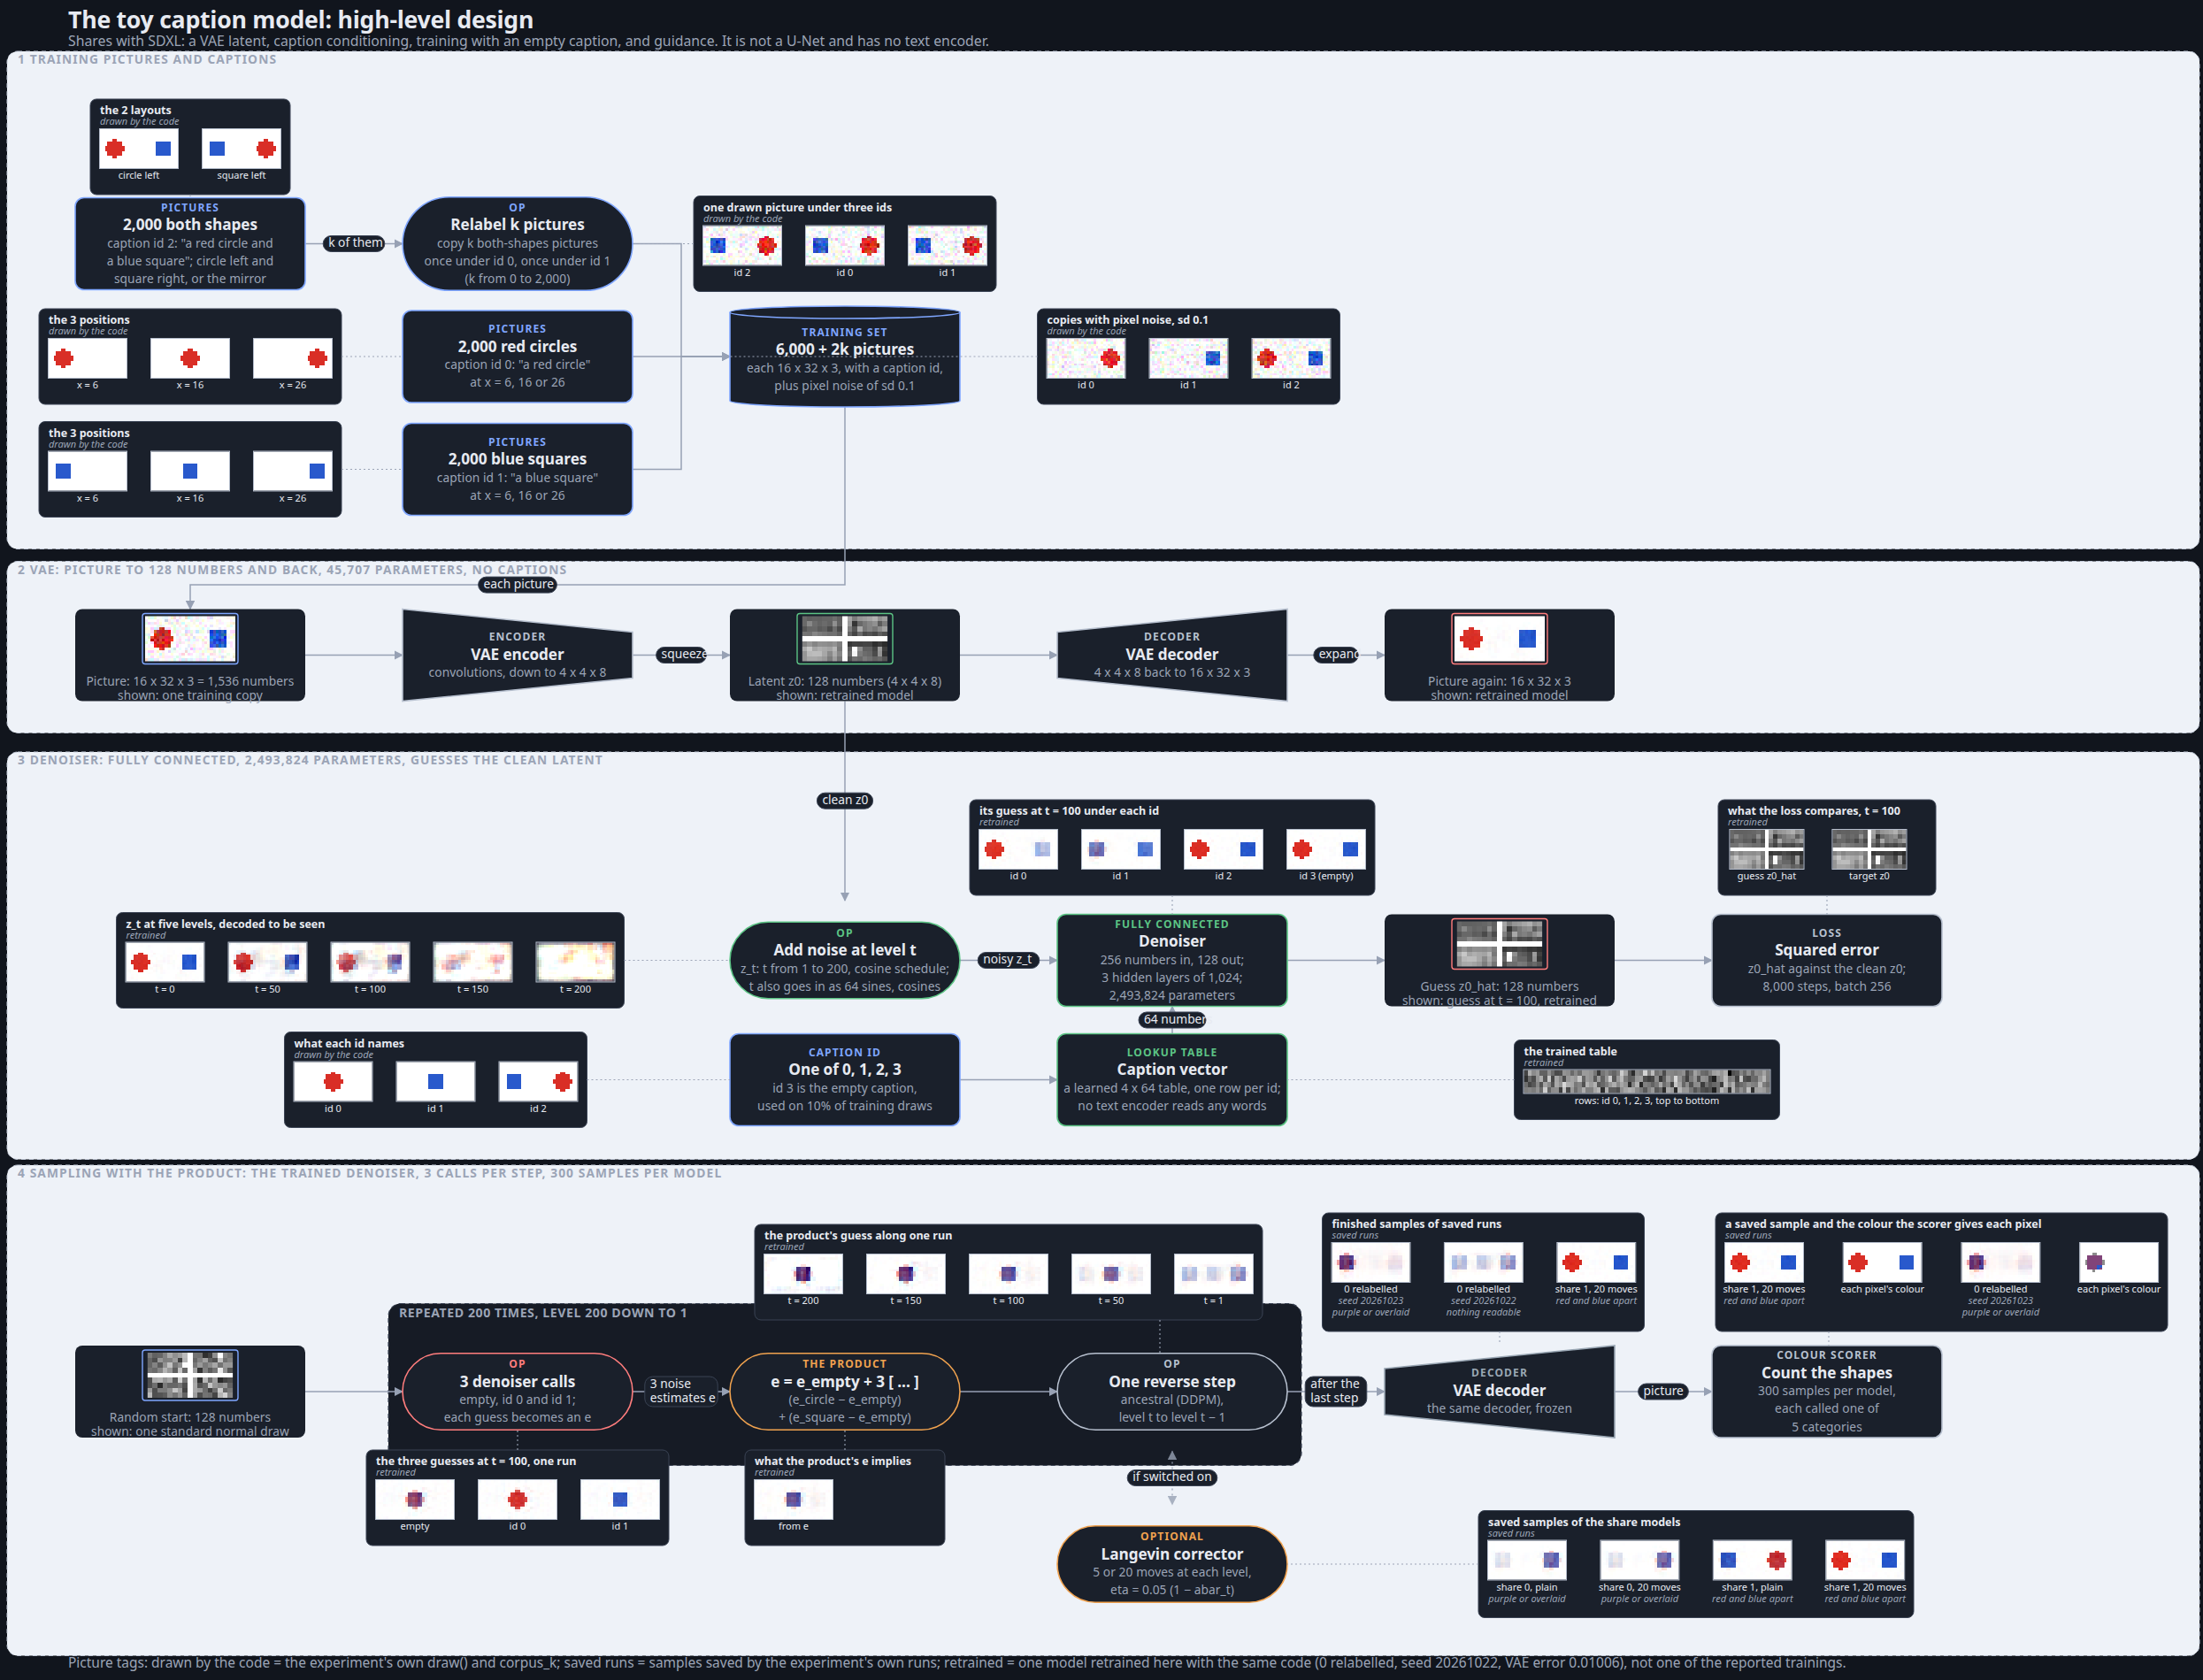 The toy caption model: high-level design
Shares with SDXL: a VAE latent, caption conditioning, training with an empty caption, and guidance. It is not a U-Net and has no text encoder.
1 TRAINING PICTURES AND CAPTIONS
the 2 layouts
drawn by the code
circle left
square left
PICTURES
2,000 both shapes
caption id 2: "a red circle and
a blue square"; circle left and
square right, or the mirror
k of them
OP
Relabel k pictures
copy k both-shapes pictures
once under id 0, once under id 1
(k from 0 to 2,000)
one drawn picture under three ids
drawn by the code
id 2
id 0
id 1
the 3 positions
drawn by the code
x = 6
x = 16
x = 26
PICTURES
2,000 red circles
caption id 0: "a red circle"
at x = 6, 16 or 26
TRAINING SET
6,000 + 2k pictures
each 16 x 32 x 3, with a caption id,
plus pixel noise of sd 0.1
copies with pixel noise, sd 0.1
drawn by the code
id 0
id 1
id 2
the 3 positions
drawn by the code
x = 6
x = 16
x = 26
PICTURES
2,000 blue squares
caption id 1: "a blue square"
at x = 6, 16 or 26
2 VAE: PICTURE TO 128 NUMBERS AND BACK, 45,707 PARAMETERS, NO CAPTIONS
each picture
Picture: 16 x 32 x 3 = 1,536 numbers
shown: one training copy
ENCODER
VAE encoder
convolutions, down to 4 x 4 x 8
squeeze
Latent z0: 128 numbers (4 x 4 x 8)
shown: retrained model
DECODER
VAE decoder
4 x 4 x 8 back to 16 x 32 x 3
expand
Picture again: 16 x 32 x 3
shown: retrained model
3 DENOISER: FULLY CONNECTED, 2,493,824 PARAMETERS, GUESSES THE CLEAN LATENT
clean z0
its guess at t = 100 under each id
retrained
id 0
id 1
id 2
id 3 (empty)
what the loss compares, t = 100
retrained
guess z0_hat
target z0
z_t at five levels, decoded to be seen
retrained
t = 0
t = 50
t = 100
t = 150
t = 200
OP
Add noise at level t
z_t: t from 1 to 200, cosine schedule;
t also goes in as 64 sines, cosines
noisy z_t
FULLY CONNECTED
Denoiser
256 numbers in, 128 out;
3 hidden layers of 1,024;
2,493,824 parameters
Guess z0_hat: 128 numbers
shown: guess at t = 100, retrained
LOSS
Squared error
z0_hat against the clean z0;
8,000 steps, batch 256
64 number
what each id names
drawn by the code
id 0
id 1
id 2
CAPTION ID
One of 0, 1, 2, 3
id 3 is the empty caption,
used on 10% of training draws
LOOKUP TABLE
Caption vector
a learned 4 x 64 table, one row per id;
no text encoder reads any words
the trained table
retrained
rows: id 0, 1, 2, 3, top to bottom
4 SAMPLING WITH THE PRODUCT: THE TRAINED DENOISER, 3 CALLS PER STEP, 300 SAMPLES PER MODEL
the product's guess along one run
retrained
t = 200
t = 150
t = 100
t = 50
t = 1
finished samples of saved runs
saved runs
0 relabelled
seed 20261023
purple or overlaid
0 relabelled
seed 20261022
nothing readable
share 1, 20 moves
red and blue apart
a saved sample and the colour the scorer gives each pixel
saved runs
share 1, 20 moves
red and blue apart
each pixel's colour
0 relabelled
seed 20261023
purple or overlaid
each pixel's colour
REPEATED 200 TIMES, LEVEL 200 DOWN TO 1
Random start: 128 numbers
shown: one standard normal draw
OP
3 denoiser calls
empty, id 0 and id 1;
each guess becomes an e
3 noise
estimates e
THE PRODUCT
e = e_empty + 3 [ ... ]
(e_circle − e_empty)
+ (e_square − e_empty)
OP
One reverse step
ancestral (DDPM),
level t to level t − 1
after the
last step
DECODER
VAE decoder
the same decoder, frozen
picture
COLOUR SCORER
Count the shapes
300 samples per model,
each called one of
5 categories
the three guesses at t = 100, one run
retrained
empty
id 0
id 1
what the product's e implies
retrained
from e
if switched on
OPTIONAL
Langevin corrector
5 or 20 moves at each level,
eta = 0.05 (1 − abar_t)
saved samples of the share models
saved runs
share 0, plain
purple or overlaid
share 0, 20 moves
purple or overlaid
share 1, plain
red and blue apart
share 1, 20 moves
red and blue apart
Picture tags: drawn by the code = the experiment's own draw() and corpus_k; saved runs = samples saved by the experiment's own runs; retrained = one model retrained here with the same code (0 relabelled, seed 20261022, VAE error 0.01006), not one of the reported trainings.